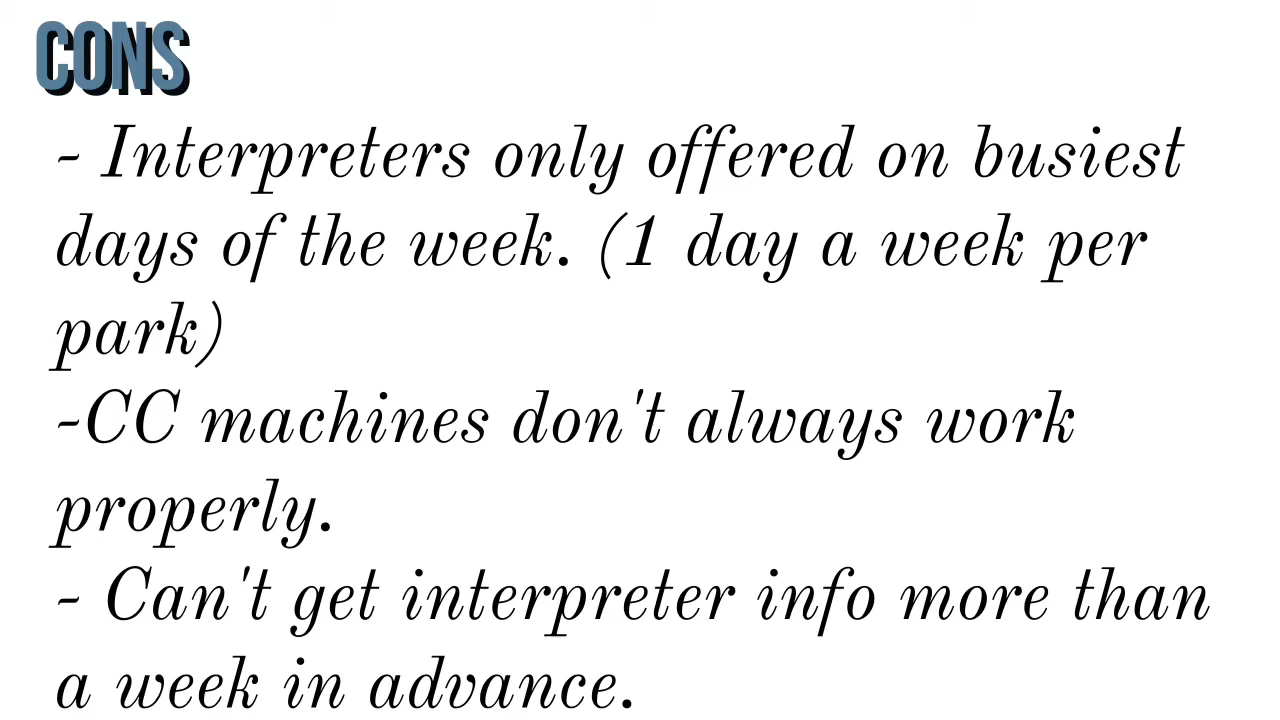 CONS
- Interpreters only offered on busiest
days of the week. (1 day a week per
park)
-CC machines don't always work
properly.
- Can't get interpreter info more than
a week in advance.